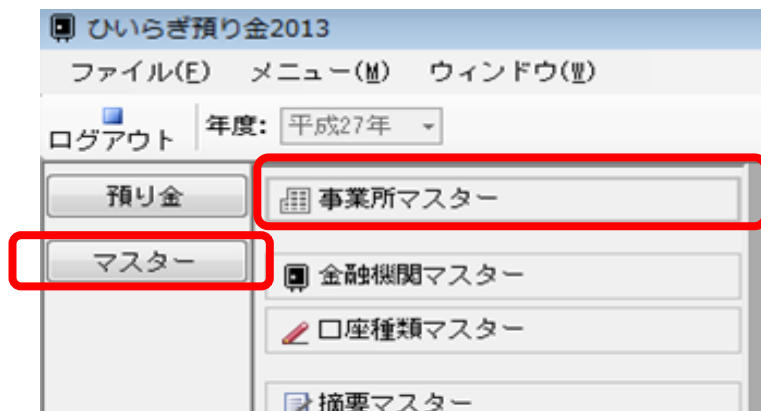 ひいらぎ預り金2013
ファイル(F) メニュー(M) ウィンドウ(W)
ログアウト 年度: 平成27年
預り金
事業所マスター
マスター
金融機関マスター
口座種類マスター
摘要マスター